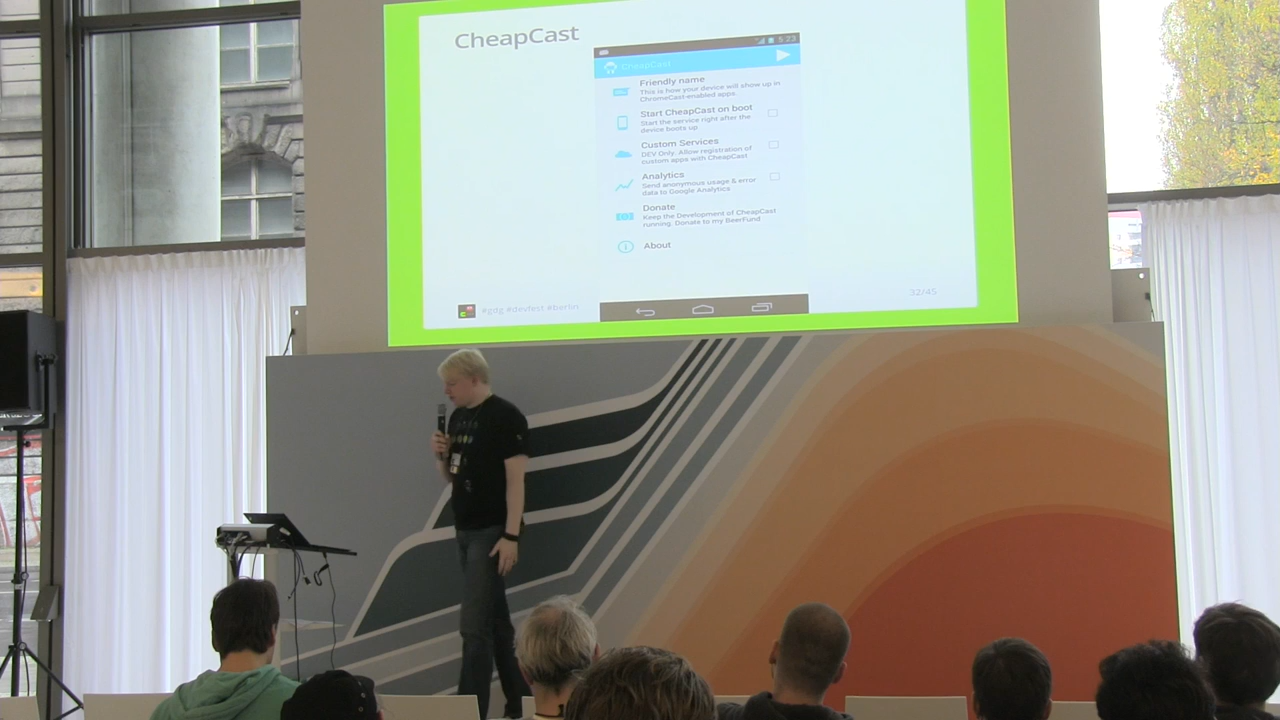 CheapCast
5:23
CheapCast
Friendly name
This is how your device will show up in
ChromeCast-enabled apps.
Start CheapCast on boot
Start the service right after the
device boots up
Custom Services
DEV Only. Allow registration of
custom apps with CheapCast
Analytics
Send anonymous usage & error
data to Google Analytics
Donate
Keep the Development of CheapCast
running. Donate to my BeerFund
About
#gdg #devfest #berlin
32/45